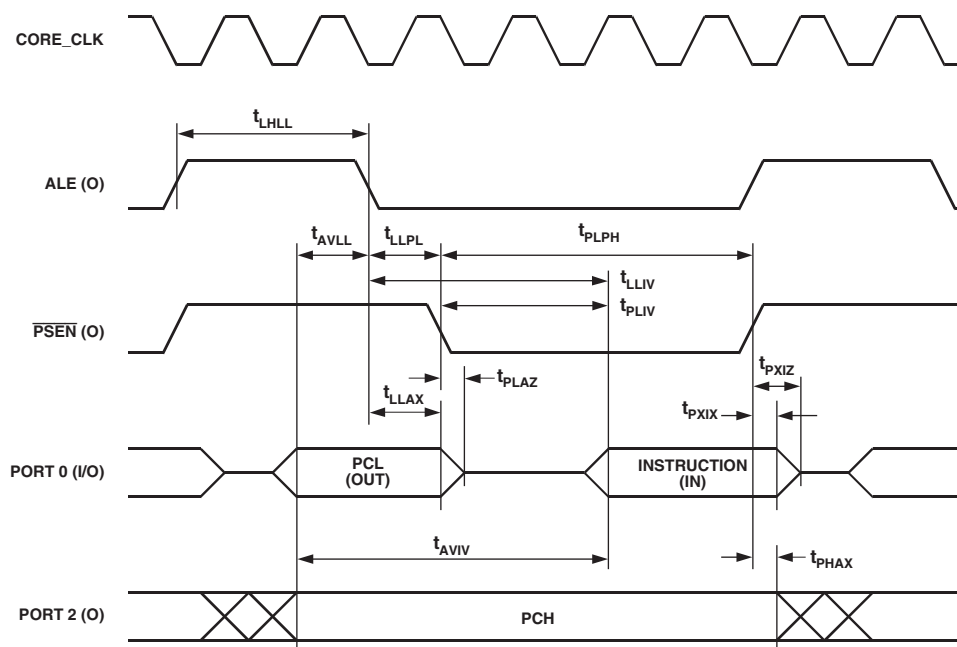 CORE_CLK
tLHLL
ALE (O)
tAVLL tLLPL tPLPH
tLLIV
tPLIV
PSEN (O)
tPXIZ
tPLAZ
tLLAX
tPXIX
PORT 0 (I/O)
PCL
(OUT)
INSTRUCTION
(IN)
tAVIV
tPHAX
PORT 2 (O)
PCH